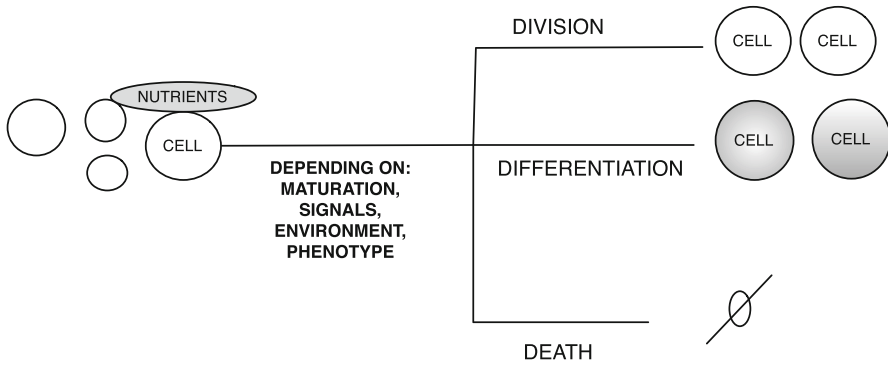 NUTRIENTS
CELL
DEPENDING ON:
MATURATION,
SIGNALS,
ENVIRONMENT,
PHENOTYPE
DIVISION
CELL CELL
DIFFERENTIATION
CELL CELL
DEATH